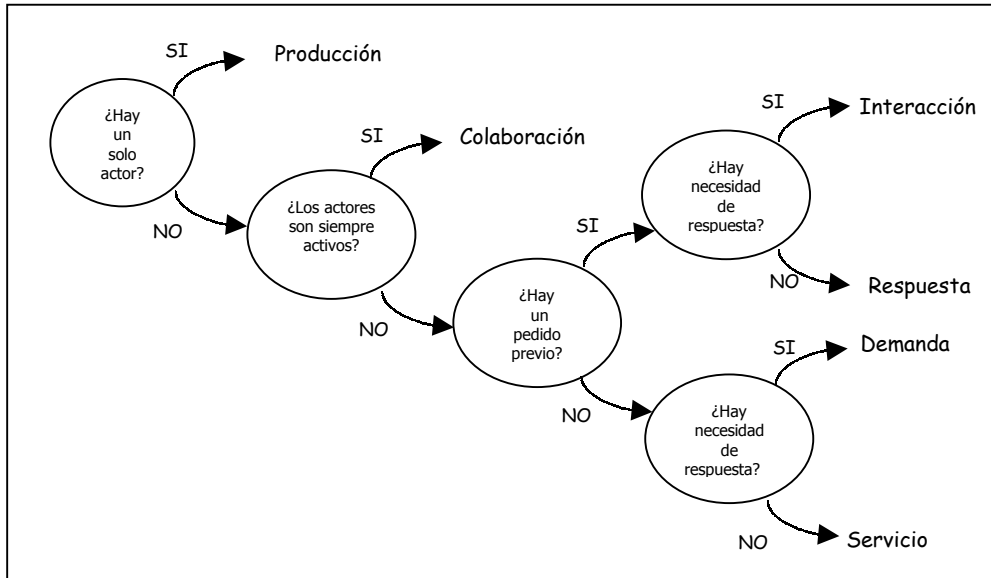 SI
Producción
¿Hay
un
solo
actor?
NO
SI
Colaboración
¿Los actores
son siempre
activos?
NO
¿Hay
un
pedido
previo?
SI
¿Hay
necesidad
de
respuesta?
SI
Interacción
NO
Respuesta
NO
¿Hay
necesidad
de
respuesta?
SI
Demanda
NO
Servicio